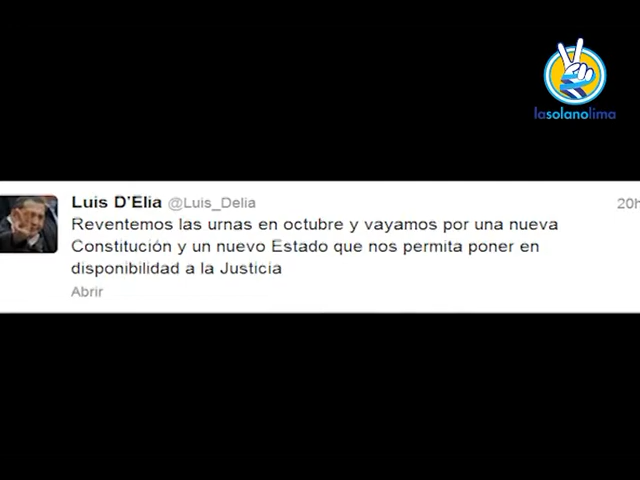 lasolanolima
Luis D'Elia @Luis_Delia 20h
Reventemos las urnas en octubre y vayamos por una nueva
Constitución y un nuevo Estado que nos permita poner en
disponibilidad a la Justicia
Abrir